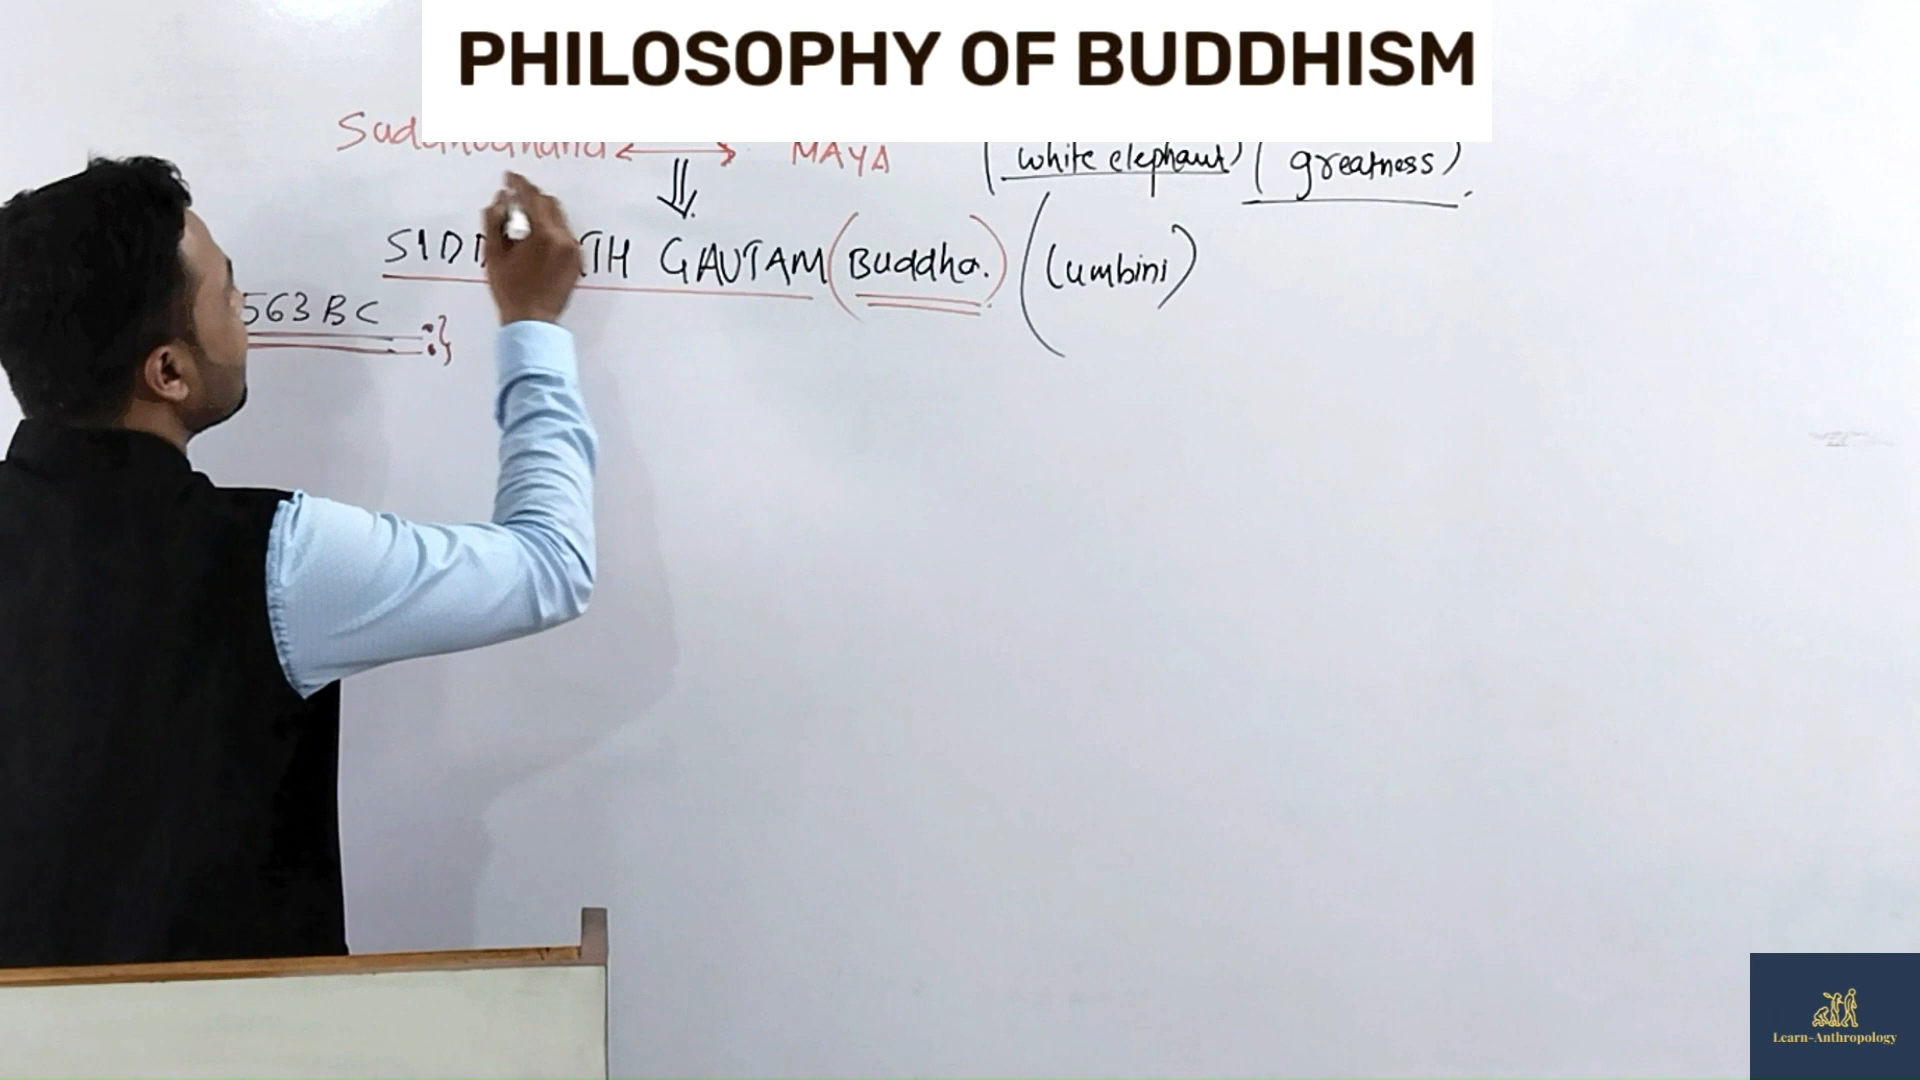 PHILOSOPHY OF BUDDHISM
MAYA (white elephant) (greatness).
GAUTAM (Buddha.) (Lumbini)
563 BC
Learn-Anthropology